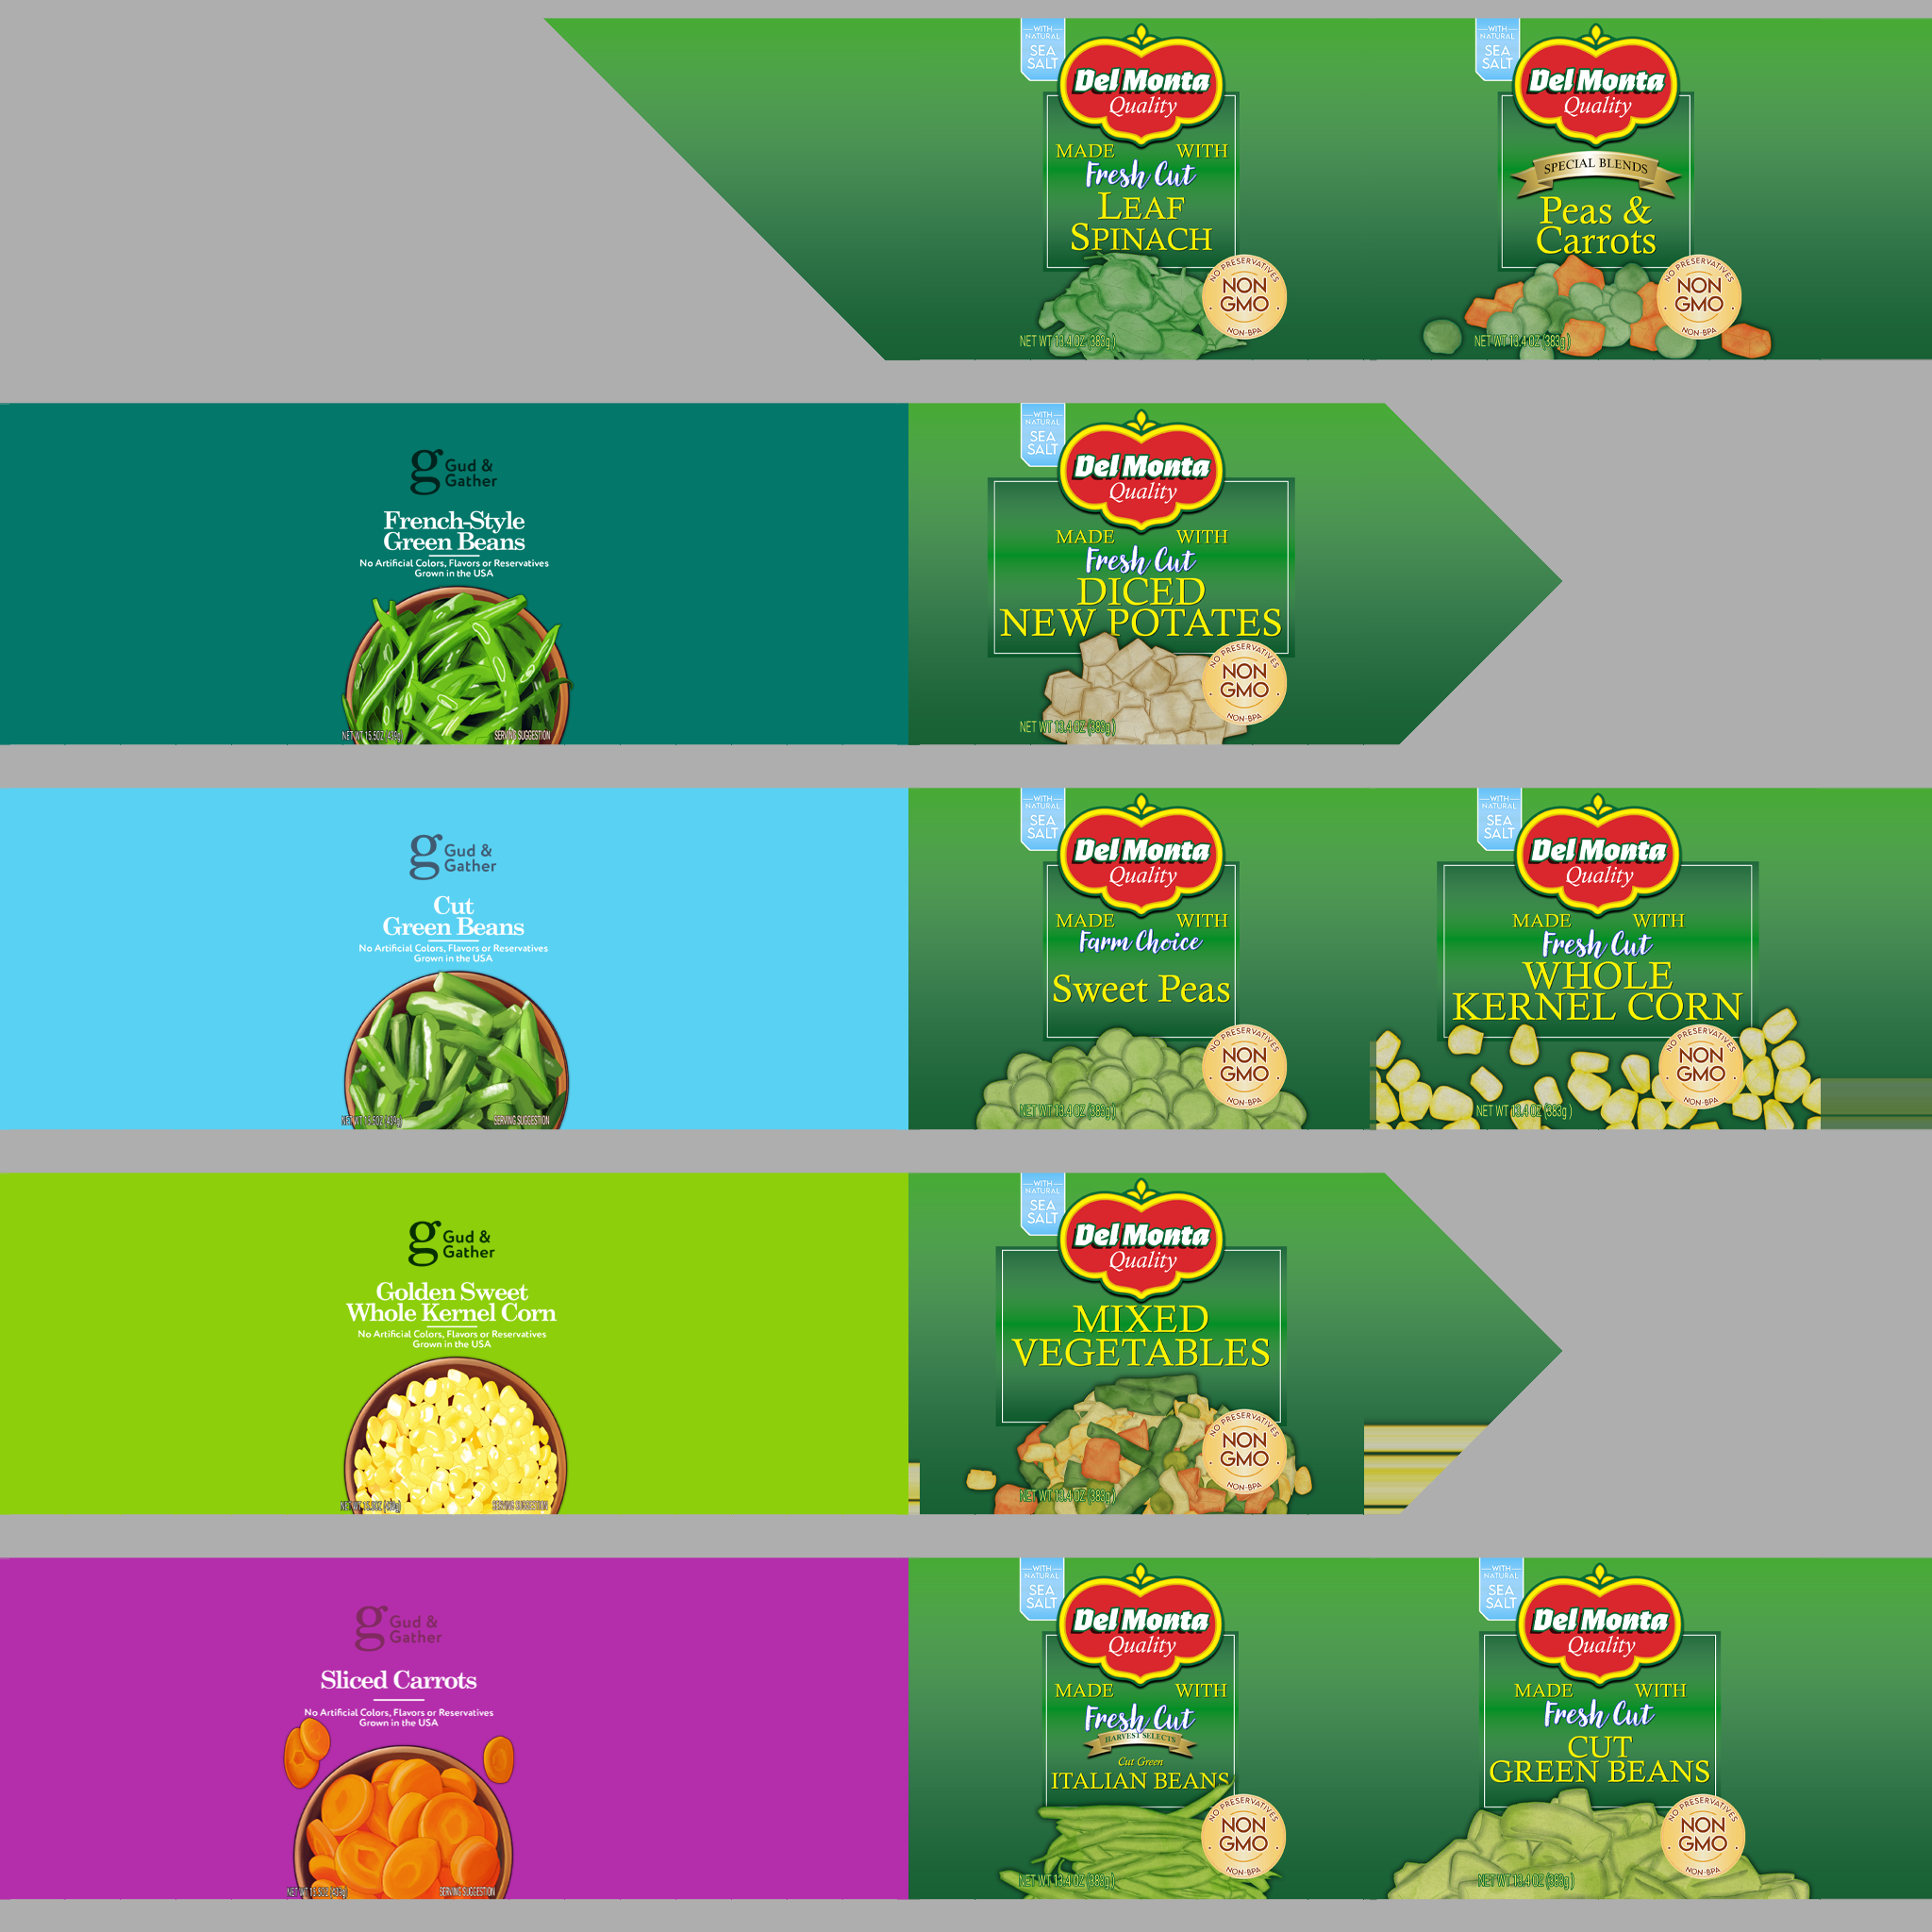 WITH
NATURAL
SEA
SALT
Del Monta
Quality
MADE WITH
Fresh Cut
LEAF
SPINACH
NO PRESERVATIVES
NON
GMO
NON-BPA
NET WT 13.4 OZ (383g)
WITH
NATURAL
SEA
SALT
Del Monta
Quality
SPECIAL BLENDS
Peas &
Carrots
NO PRESERVATIVES
NON
GMO
NON-BPA
NET WT 13.4 OZ (383g)
g Gud &
Gather
French-Style
Green Beans
No Artificial Colors, Flavors or Reservatives
Grown in the USA
NET WT 15.5OZ (439g)
SERVING SUGGESTION
WITH
NATURAL
SEA
SALT
Del Monta
Quality
MADE WITH
Fresh Cut
DICED
NEW POTATES
NO PRESERVATIVES
NON
GMO
NON-BPA
NET WT 13.4 OZ (383g)
g Gud &
Gather
Cut
Green Beans
No Artificial Colors, Flavors or Reservatives
Grown in the USA
NET WT 15.5OZ (439g)
SERVING SUGGESTION
WITH
NATURAL
SEA
SALT
Del Monta
Quality
MADE WITH
Farm Choice
Sweet Peas
NO PRESERVATIVES
NON
GMO
NON-BPA
NET WT 13.4 OZ (383g)
WITH
NATURAL
SEA
SALT
Del Monta
Quality
MADE WITH
Fresh Cut
WHOLE
KERNEL CORN
NO PRESERVATIVES
NON
GMO
NON-BPA
NET WT 13.4 OZ (383g)
g Gud &
Gather
Golden Sweet
Whole Kernel Corn
No Artificial Colors, Flavors or Reservatives
Grown in the USA
SERVING SUGGESTION
WITH
NATURAL
SEA
SALT
Del Monta
Quality
MIXED
VEGETABLES
NO PRESERVATIVES
NON
GMO
NON-BPA
NET WT 13.4 OZ (383g)
g Gud &
Gather
Sliced Carrots
No Artificial Colors, Flavors or Reservatives
Grown in the USA
NET WT 15.5OZ (439g)
SERVING SUGGESTION
WITH
NATURAL
SEA
SALT
Del Monta
Quality
MADE WITH
Fresh Cut
HARVEST SELECTS
Cut Green
ITALIAN BEANS
NO PRESERVATIVES
NON
GMO
NON-BPA
NET WT 13.4 OZ (383g)
WITH
NATURAL
SEA
SALT
Del Monta
Quality
MADE WITH
Fresh Cut
CUT
GREEN BEANS
NO PRESERVATIVES
NON
GMO
NON-BPA
NET WT 13.4 OZ (383g)